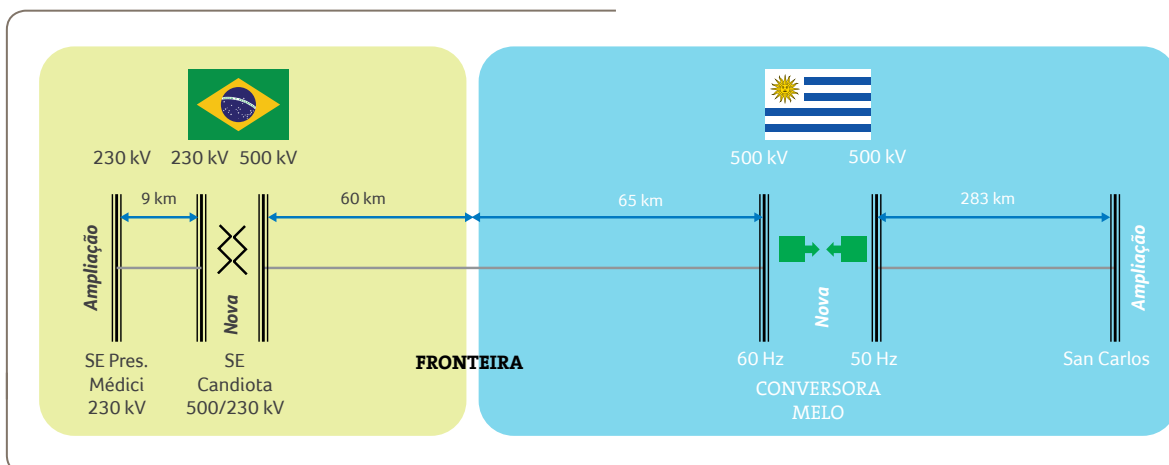 230 kV
230 kV
500 kV
500 kV
500 kV
9 km
60 km
65 km
283 km
Ampliação
Nova
Nova
Ampliação
SE Pres.
Médici
230 kV
SE
Candiota
500/230 kV
FRONTEIRA
60 Hz
50 Hz
CONVERSORA
MELO
San Carlos